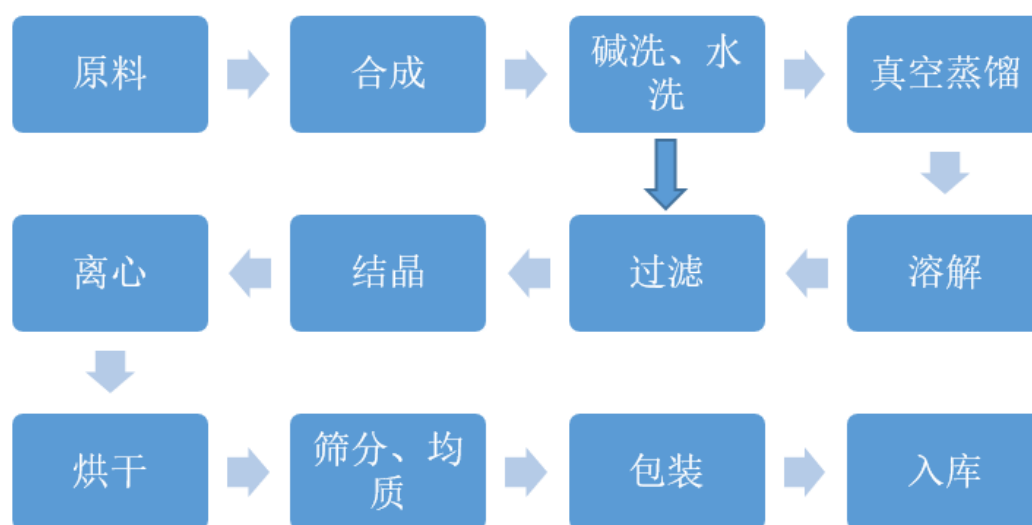 原料
合成
碱洗、水
洗
真空蒸馏
离心
结晶
过滤
溶解
烘干
筛分、均
质
包装
入库